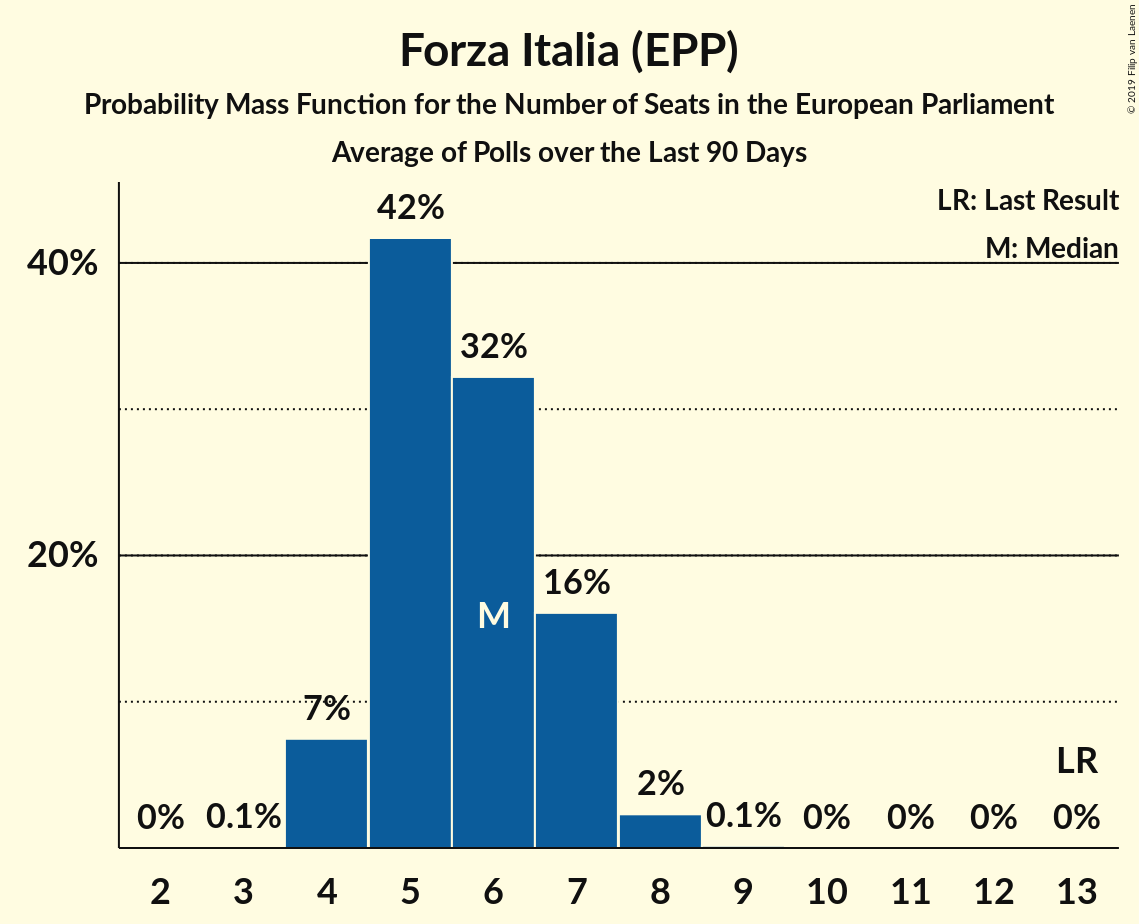 Forza Italia (EPP)
Probability Mass Function for the Number of Seats in the European Parliament
Average of Polls over the Last 90 Days
© 2019 Filip van Laenen
LR: Last Result
M: Median
40%
20%
42%
32%
16%
7%
2%
0%
0.1%
0.1%
0%
0%
0%
0%
M
LR
2 3 4 5 6 7 8 9 10 11 12 13